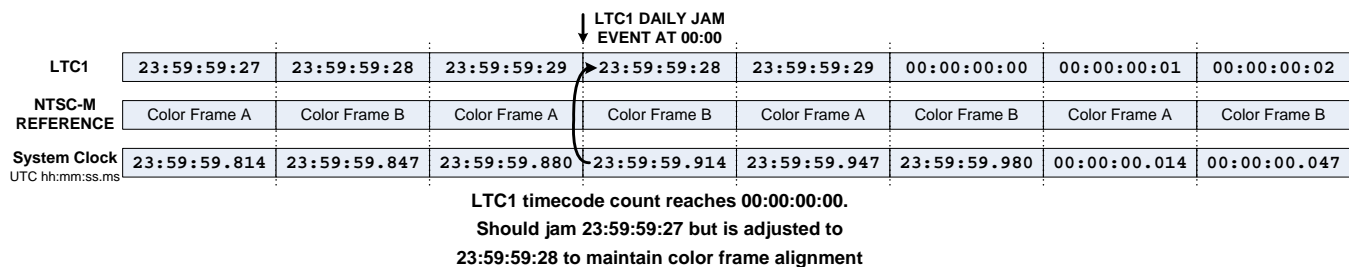 LTC1 DAILY JAM
EVENT AT 00:00
LTC1 23:59:59:27 23:59:59:28 23:59:59:29 23:59:59:28 23:59:59:29 00:00:00:00 00:00:00:01 00:00:00:02
NTSC-M
REFERENCE Color Frame A Color Frame B Color Frame A Color Frame B Color Frame A Color Frame B Color Frame A Color Frame B
System Clock 23:59:59.814 23:59:59.847 23:59:59.880 23:59:59.914 23:59:59.947 23:59:59.980 00:00:00.014 00:00:00.047
UTC hh:mm:ss.ms
LTC1 timecode count reaches 00:00:00:00.
Should jam 23:59:59:27 but is adjusted to
23:59:59:28 to maintain color frame alignment